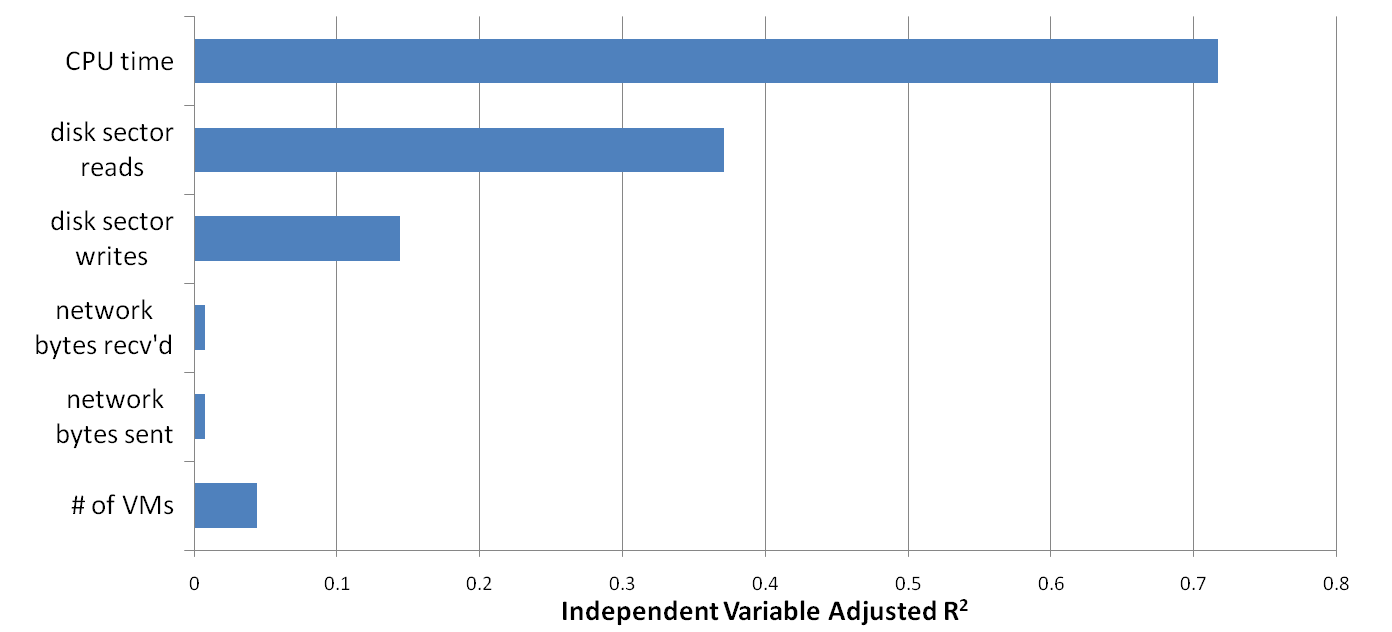 CPU time
disk sector
reads
disk sector
writes
network
bytes recv'd
network
bytes sent
# of VMs
0 0.1 0.2 0.3 0.4 0.5 0.6 0.7 0.8
Independent Variable Adjusted R²